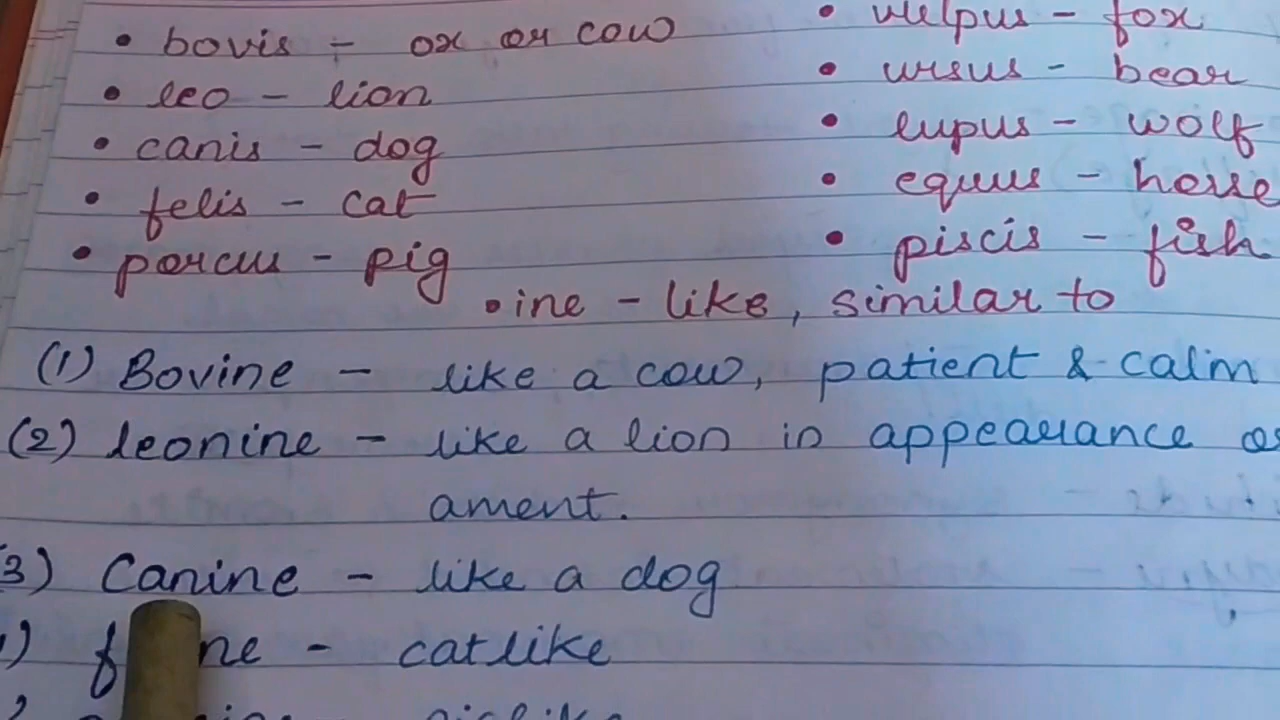 • bovis - ox or cow
• leo - lion
• canis - dog
• felis - cat
• porcus - pig
• vulpus - fox
• ursus - bear
• lupus - wolf
• equus - horse
• piscis - fish
• ine - like, similar to
(1) Bovine - like a cow, patient & calm
(2) leonine - like a lion in appearance
ament.
3) Canine - like a dog
) f ne - catlike